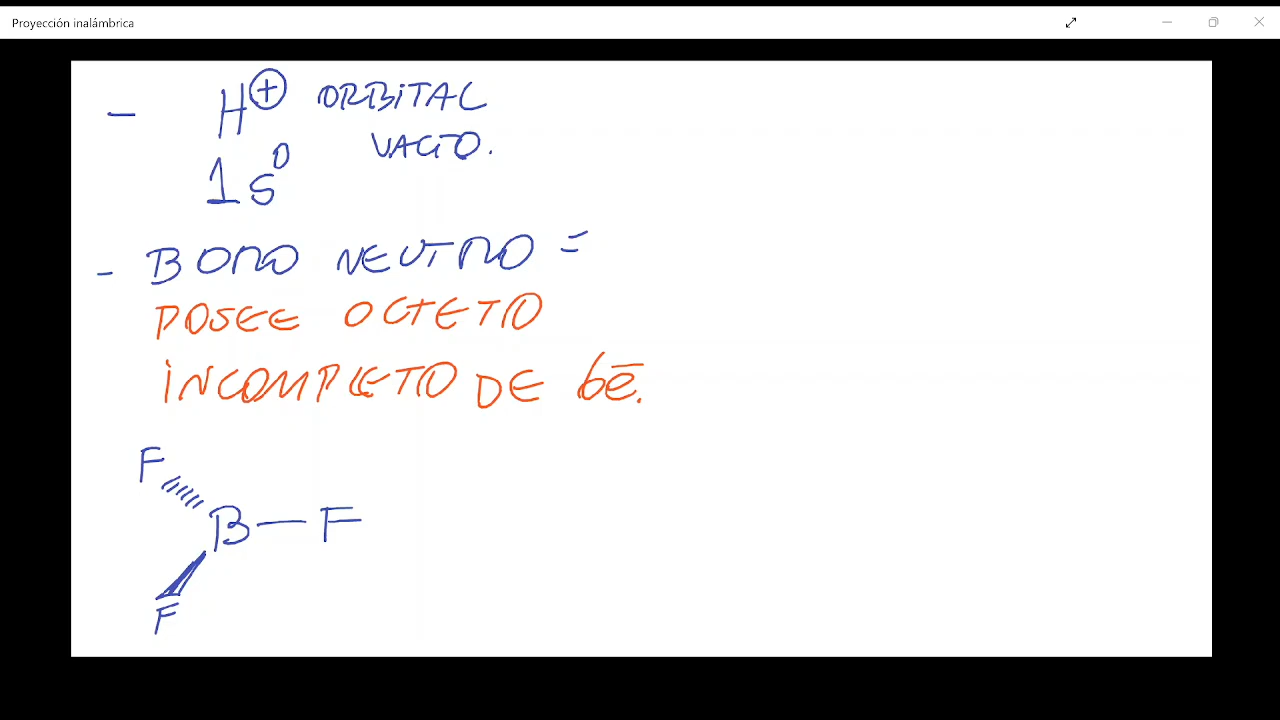 Proyección inalámbrica
- H⊕ ORBITAL
VACIO.
1s⁰
- BORO NEUTRO =
POSEE OCTETO
INCOMPLETO DE 6ē.
F
B — F
F